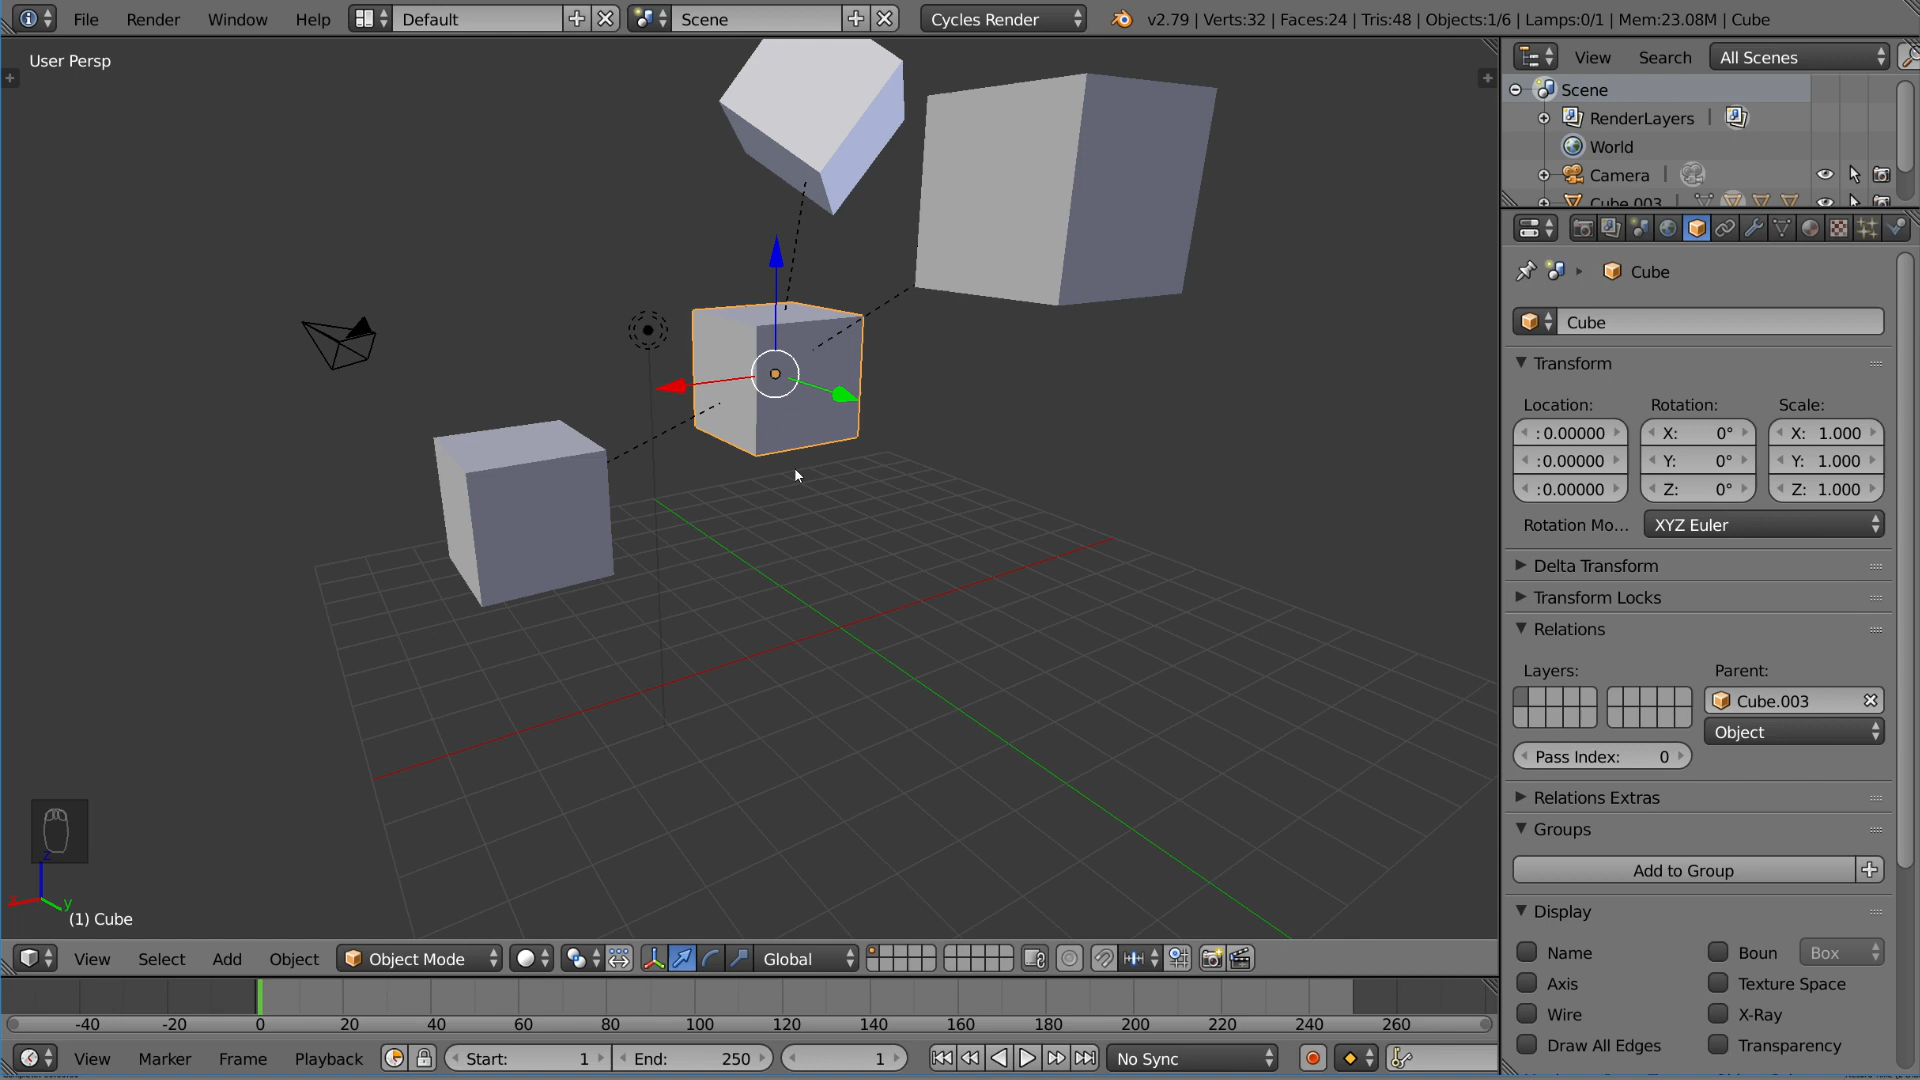 File Render Window Help Default Scene Cycles Render v2.79 | Verts:32 | Faces:24 | Tris:48 | Objects:1/6 | Lamps:0/1 | Mem:23.08M | Cube
User Persp
View Search All Scenes
Scene
RenderLayers
World
Camera
Cube.003
Cube
Cube
Transform
Location: Rotation: Scale:
: 0.00000 X: 0° X: 1.000
: 0.00000 Y: 0° Y: 1.000
: 0.00000 Z: 0° Z: 1.000
Rotation Mo... XYZ Euler
Delta Transform
Transform Locks
Relations
Layers: Parent:
Cube.003
Object
Pass Index: 0
Relations Extras
Groups
Add to Group
Display
Name Boun Box
Axis Texture Space
Wire X-Ray
Draw All Edges Transparency
z
x y
(1) Cube
View Select Add Object Object Mode Global
-40 -20 0 20 40 60 80 100 120 140 160 180 200 220 240 260
View Marker Frame Playback Start: 1 End: 250 1 No Sync